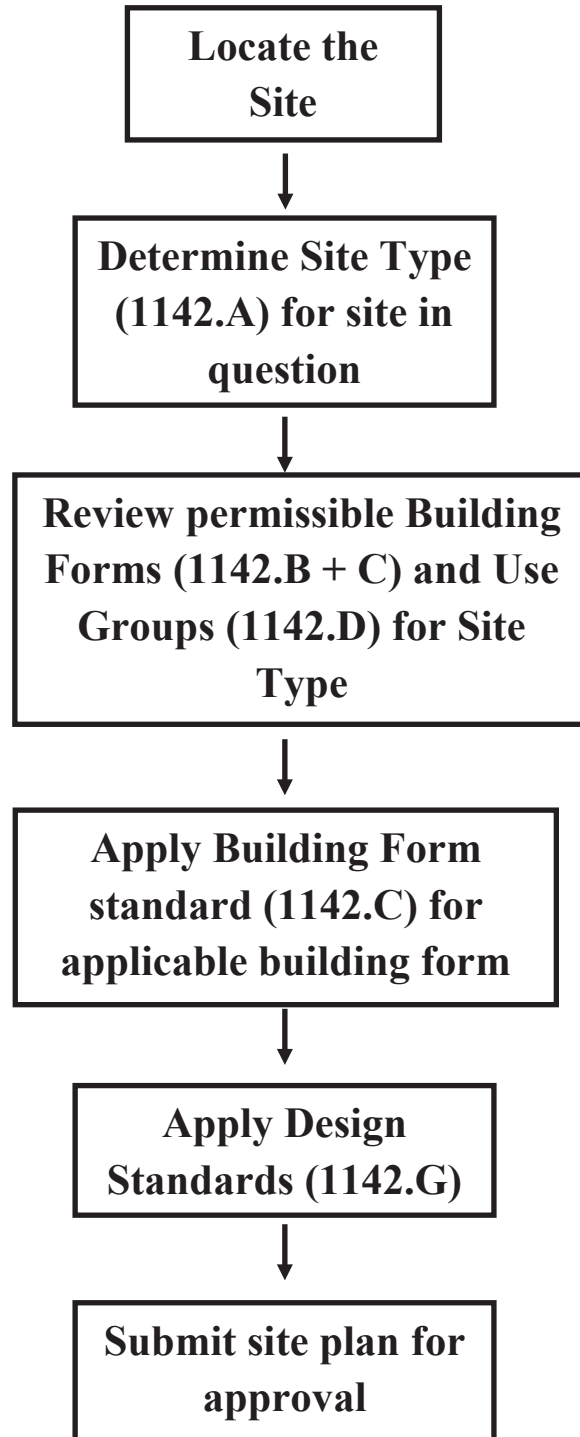 Locate the
Site
Determine Site Type
(1142.A) for site in
question
Review permissible Building
Forms (1142.B + C) and Use
Groups (1142.D) for Site
Type
Apply Building Form
standard (1142.C) for
applicable building form
Apply Design
Standards (1142.G)
Submit site plan for
approval